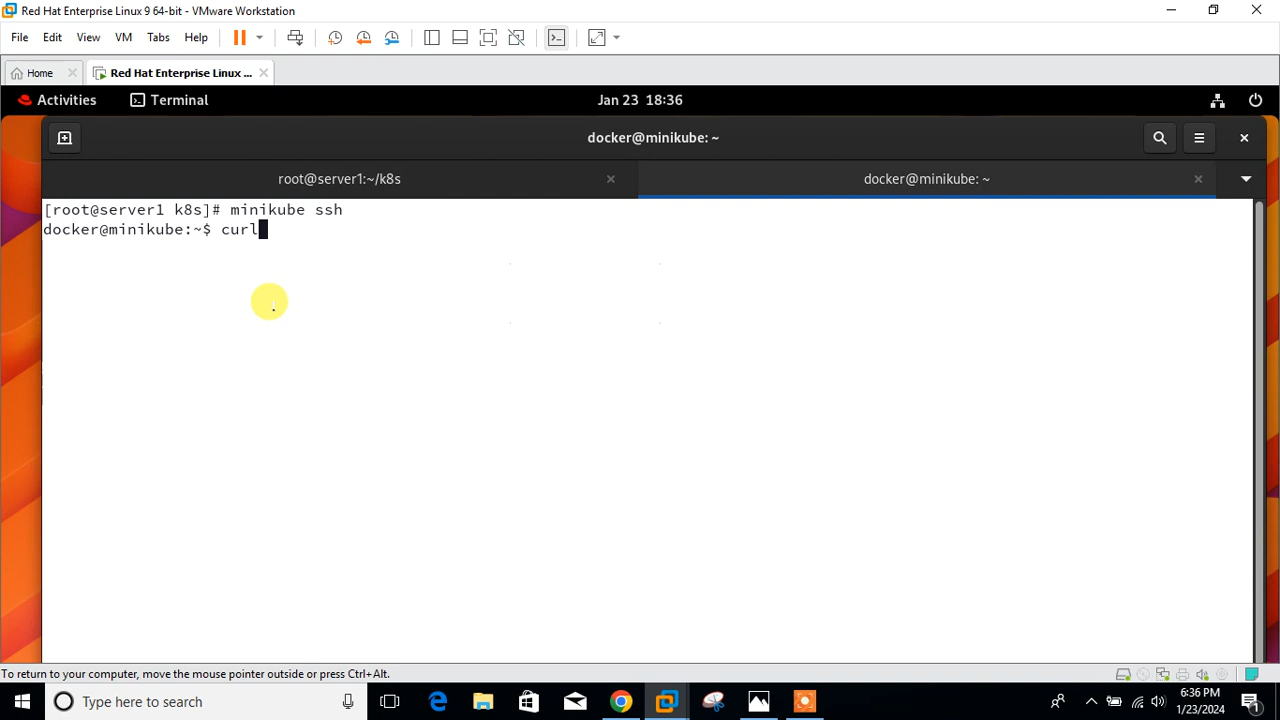 Red Hat Enterprise Linux 9 64-bit - VMware Workstation
File Edit View VM Tabs Help
Home
Red Hat Enterprise Linux ...
Activities
Terminal
Jan 23 18:36
docker@minikube: ~
root@server1:~/k8s
docker@minikube: ~
[root@server1 k8s]# minikube ssh
docker@minikube:~$ curl
To return to your computer, move the mouse pointer outside or press Ctrl+Alt.
Type here to search
6:36 PM
1/23/2024
1